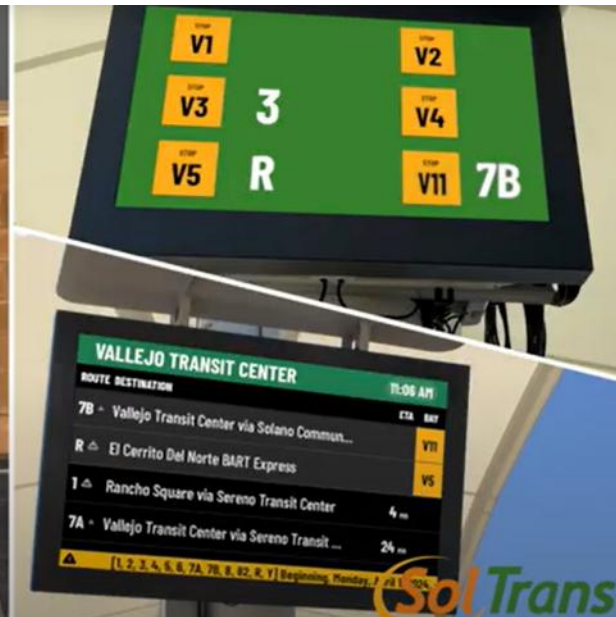 STOP V1
STOP V2
STOP V3 3
STOP V4
STOP V5 R
STOP V11 7B
VALLEJO TRANSIT CENTER 11:06 AM
ROUTE DESTINATION ETA BAY
7B Vallejo Transit Center via Solano Commun... V11
R El Cerrito Del Norte BART Express V5
1 Rancho Square via Sereno Transit Center 4
7A Vallejo Transit Center via Sereno Transit ... 24
[1, 2, 3, 4, 5, 6, 7A, 7B, 8, 82, R, Y] Beginning, Monday, April
SolTrans